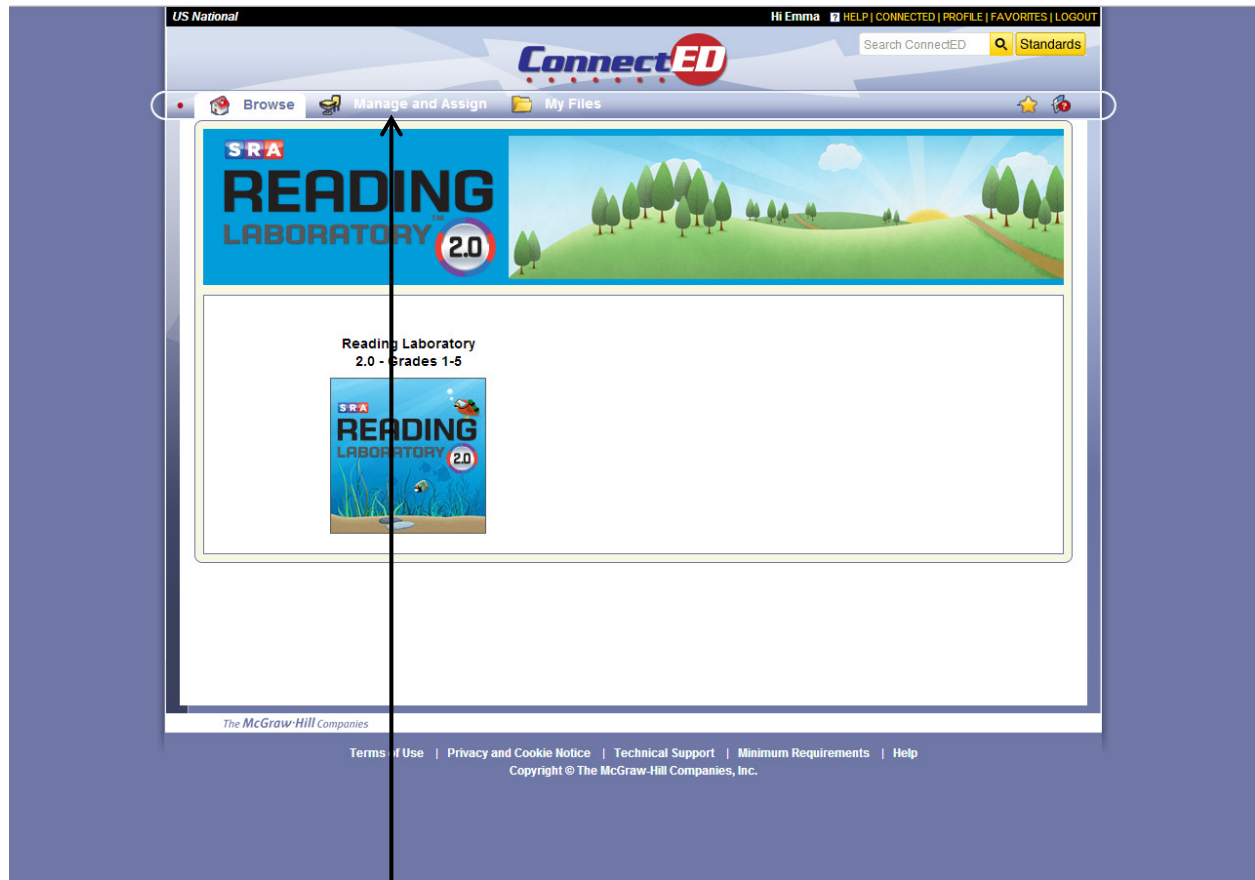 US National
Hi Emma ? HELP | CONNECTED | PROFILE | FAVORITES | LOGOUT
ConnectED
Search ConnectED Standards
Browse Manage and Assign My Files
SRA
READING
LABORATORY™ 2.0
Reading Laboratory
2.0 - Grades 1-5
SRA
READING
LABORATORY 2.0
The McGraw·Hill Companies
Terms of Use | Privacy and Cookie Notice | Technical Support | Minimum Requirements | Help
Copyright © The McGraw-Hill Companies, Inc.